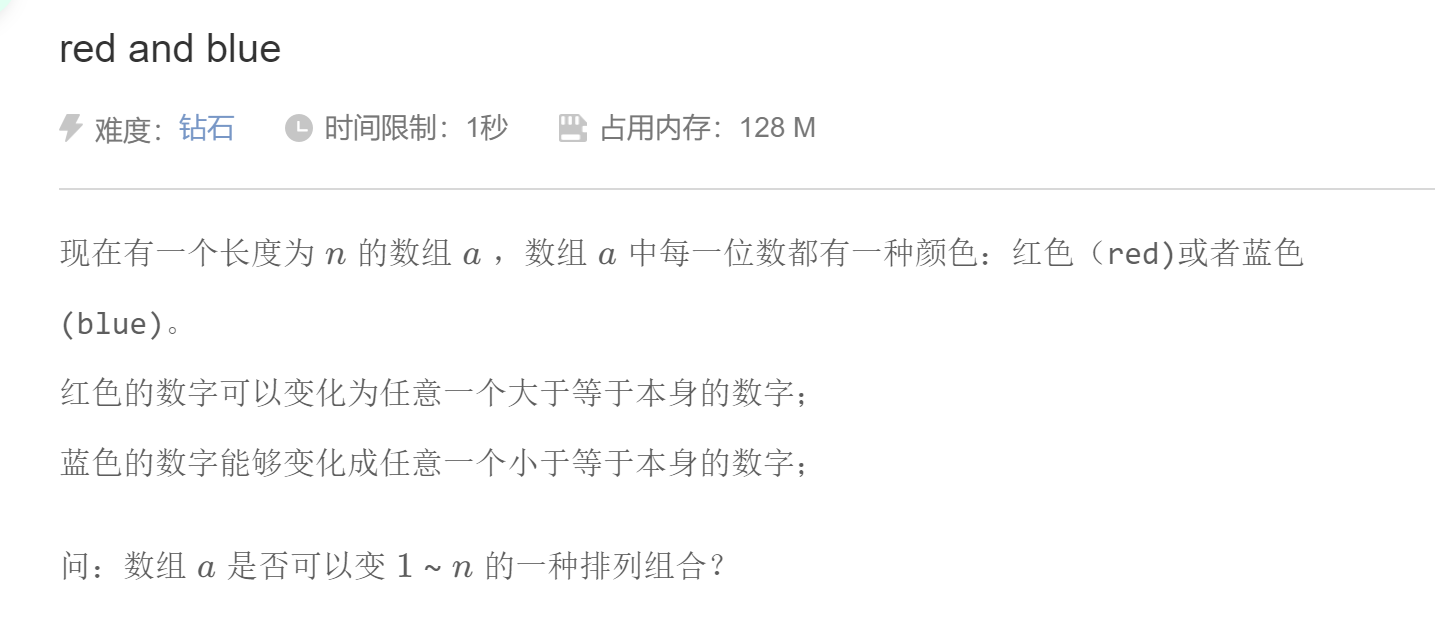 red and blue
难度：钻石 时间限制：1秒 占用内存：128 M
现在有一个长度为 n 的数组 a ，数组 a 中每一位数都有一种颜色：红色（red)或者蓝色
(blue)。
红色的数字可以变化为任意一个大于等于本身的数字；
蓝色的数字能够变化成任意一个小于等于本身的数字；
问：数组 a 是否可以变 1 ~ n 的一种排列组合？